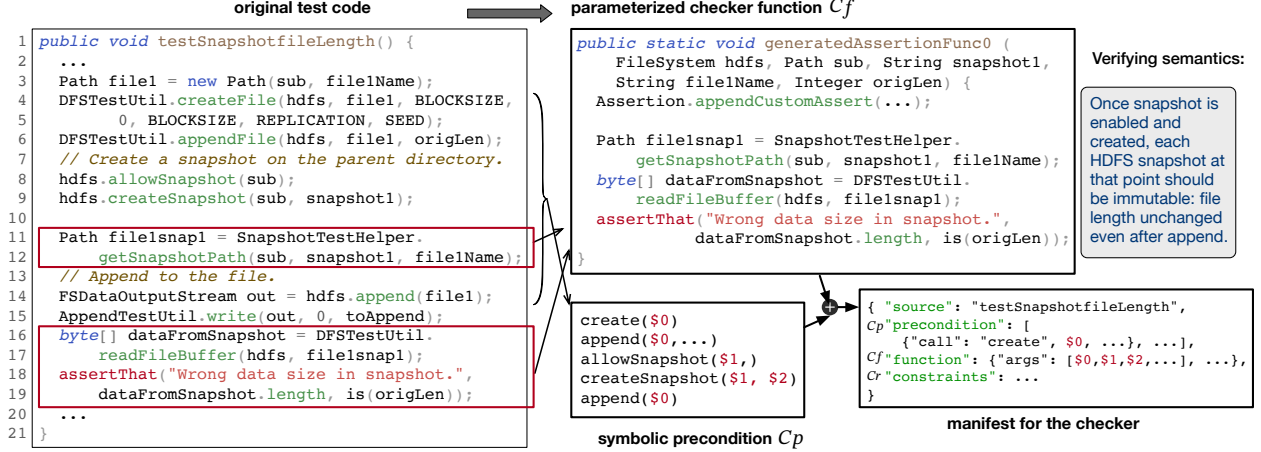 original test code
parameterized checker function Cf
1 public void testSnapshotfileLength() {
2 ...
3 Path file1 = new Path(sub, file1Name);
4 DFSTestUtil.createFile(hdfs, file1, BLOCKSIZE,
5 0, BLOCKSIZE, REPLICATION, SEED);
6 DFSTestUtil.appendFile(hdfs, file1, origLen);
7 // Create a snapshot on the parent directory.
8 hdfs.allowSnapshot(sub);
9 hdfs.createSnapshot(sub, snapshot1);
10
11 Path file1snap1 = SnapshotTestHelper.
12 getSnapshotPath(sub, snapshot1, file1Name);
13 // Append to the file.
14 FSDataOutputStream out = hdfs.append(file1);
15 AppendTestUtil.write(out, 0, toAppend);
16 byte[] dataFromSnapshot = DFSTestUtil.
17 readFileBuffer(hdfs, file1snap1);
18 assertThat("Wrong data size in snapshot.",
19 dataFromSnapshot.length, is(origLen));
20 ...
21 }
public static void generatedAssertionFunc0 (
FileSystem hdfs, Path sub, String snapshot1,
String file1Name, Integer origLen) {
Assertion.appendCustomAssert(...);
Path file1snap1 = SnapshotTestHelper.
getSnapshotPath(sub, snapshot1, file1Name);
byte[] dataFromSnapshot = DFSTestUtil.
readFileBuffer(hdfs, file1snap1);
assertThat("Wrong data size in snapshot.",
dataFromSnapshot.length, is(origLen));
}
Verifying semantics:
Once snapshot is
enabled and
created, each
HDFS snapshot at
that point should
be immutable: file
length unchanged
even after append.
create($0)
append($0,...)
allowSnapshot($1,)
createSnapshot($1, $2)
append($0)
symbolic precondition Cp
{ "source": "testSnapshotfileLength",
Cp "precondition": [
{"call": "create", $0, ...}, ...],
Cf "function": {"args": [$0,$1,$2,...], ...},
Cr "constraints": ...
}
manifest for the checker